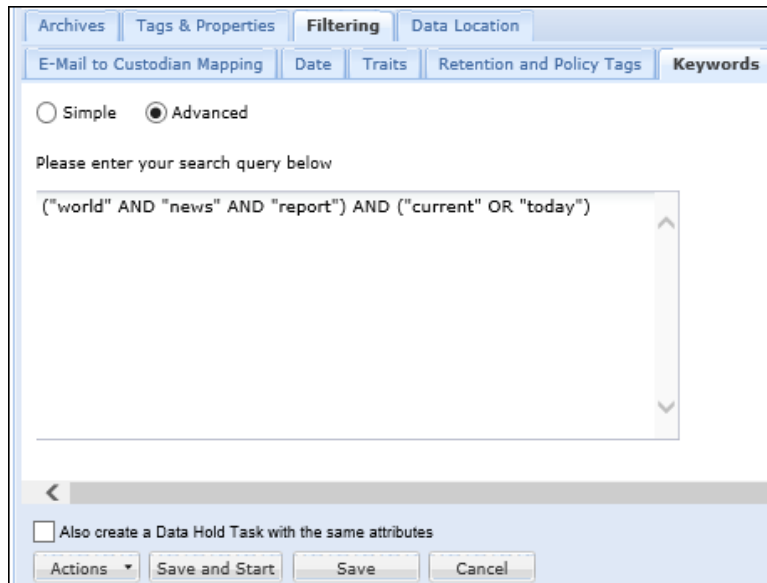 Archives Tags & Properties Filtering Data Location
E-Mail to Custodian Mapping Date Traits Retention and Policy Tags Keywords
Simple Advanced
Please enter your search query below
("world" AND "news" AND "report") AND ("current" OR "today")
Also create a Data Hold Task with the same attributes
Actions Save and Start Save Cancel